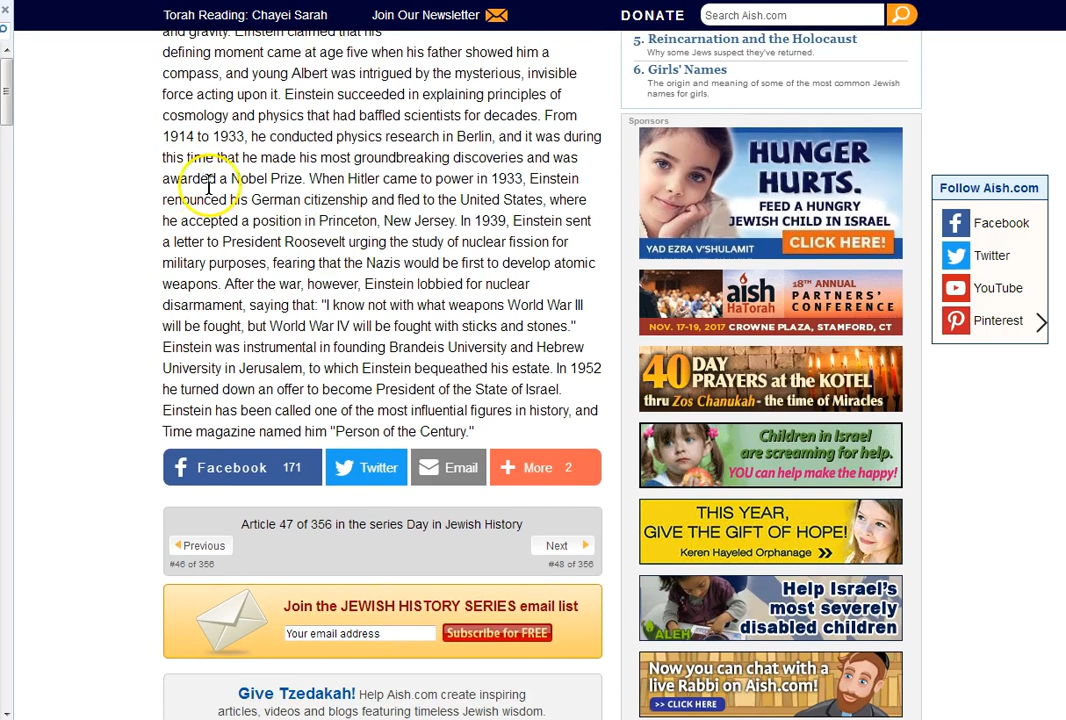 Torah Reading: Chayei Sarah
Join Our Newsletter
DONATE
Search Aish.com
and gravity. Einstein claimed that his
defining moment came at age five when his father showed him a
compass, and young Albert was intrigued by the mysterious, invisible
force acting upon it. Einstein succeeded in explaining principles of
cosmology and physics that had baffled scientists for decades. From
1914 to 1933, he conducted physics research in Berlin, and it was during
this time that he made his most groundbreaking discoveries and was
awarded a Nobel Prize. When Hitler came to power in 1933, Einstein
renounced his German citizenship and fled to the United States, where
he accepted a position in Princeton, New Jersey. In 1939, Einstein sent
a letter to President Roosevelt urging the study of nuclear fission for
military purposes, fearing that the Nazis would be first to develop atomic
weapons. After the war, however, Einstein lobbied for nuclear
disarmament, saying that: "I know not with what weapons World War III
will be fought, but World War IV will be fought with sticks and stones."
Einstein was instrumental in founding Brandeis University and Hebrew
University in Jerusalem, to which Einstein bequeathed his estate. In 1952
he turned down an offer to become President of the State of Israel.
Einstein has been called one of the most influential figures in history, and
Time magazine named him "Person of the Century."
Facebook 171
Twitter
Email
More 2
Article 47 of 356 in the series Day in Jewish History
Previous
Next
#46 of 356
#48 of 356
Join the JEWISH HISTORY SERIES email list
Your email address
Subscribe for FREE
Give Tzedakah! Help Aish.com create inspiring
articles, videos and blogs featuring timeless Jewish wisdom.
5. Reincarnation and the Holocaust
Why some Jews suspect they've returned.
6. Girls' Names
The origin and meaning of some of the most common Jewish
names for girls.
Sponsors
HUNGER
HURTS.
FEED A HUNGRY
JEWISH CHILD IN ISRAEL
YAD EZRA V'SHULAMIT
CLICK HERE!
aish
HaTorah
18TH ANNUAL
PARTNERS'
CONFERENCE
NOV. 17-19, 2017 CROWNE PLAZA, STAMFORD, CT
40 DAY
PRAYERS at the KOTEL
thru Zos Chanukah - the time of Miracles
Children in Israel
are screaming for help.
YOU can help make the happy!
THIS YEAR,
GIVE THE GIFT OF HOPE!
Keren Hayeled Orphanage >>
Help Israel's
most severely
disabled children
ALEH
Now you can chat with a
live Rabbi on Aish.com!
>> CLICK HERE
Follow Aish.com
Facebook
Twitter
YouTube
Pinterest